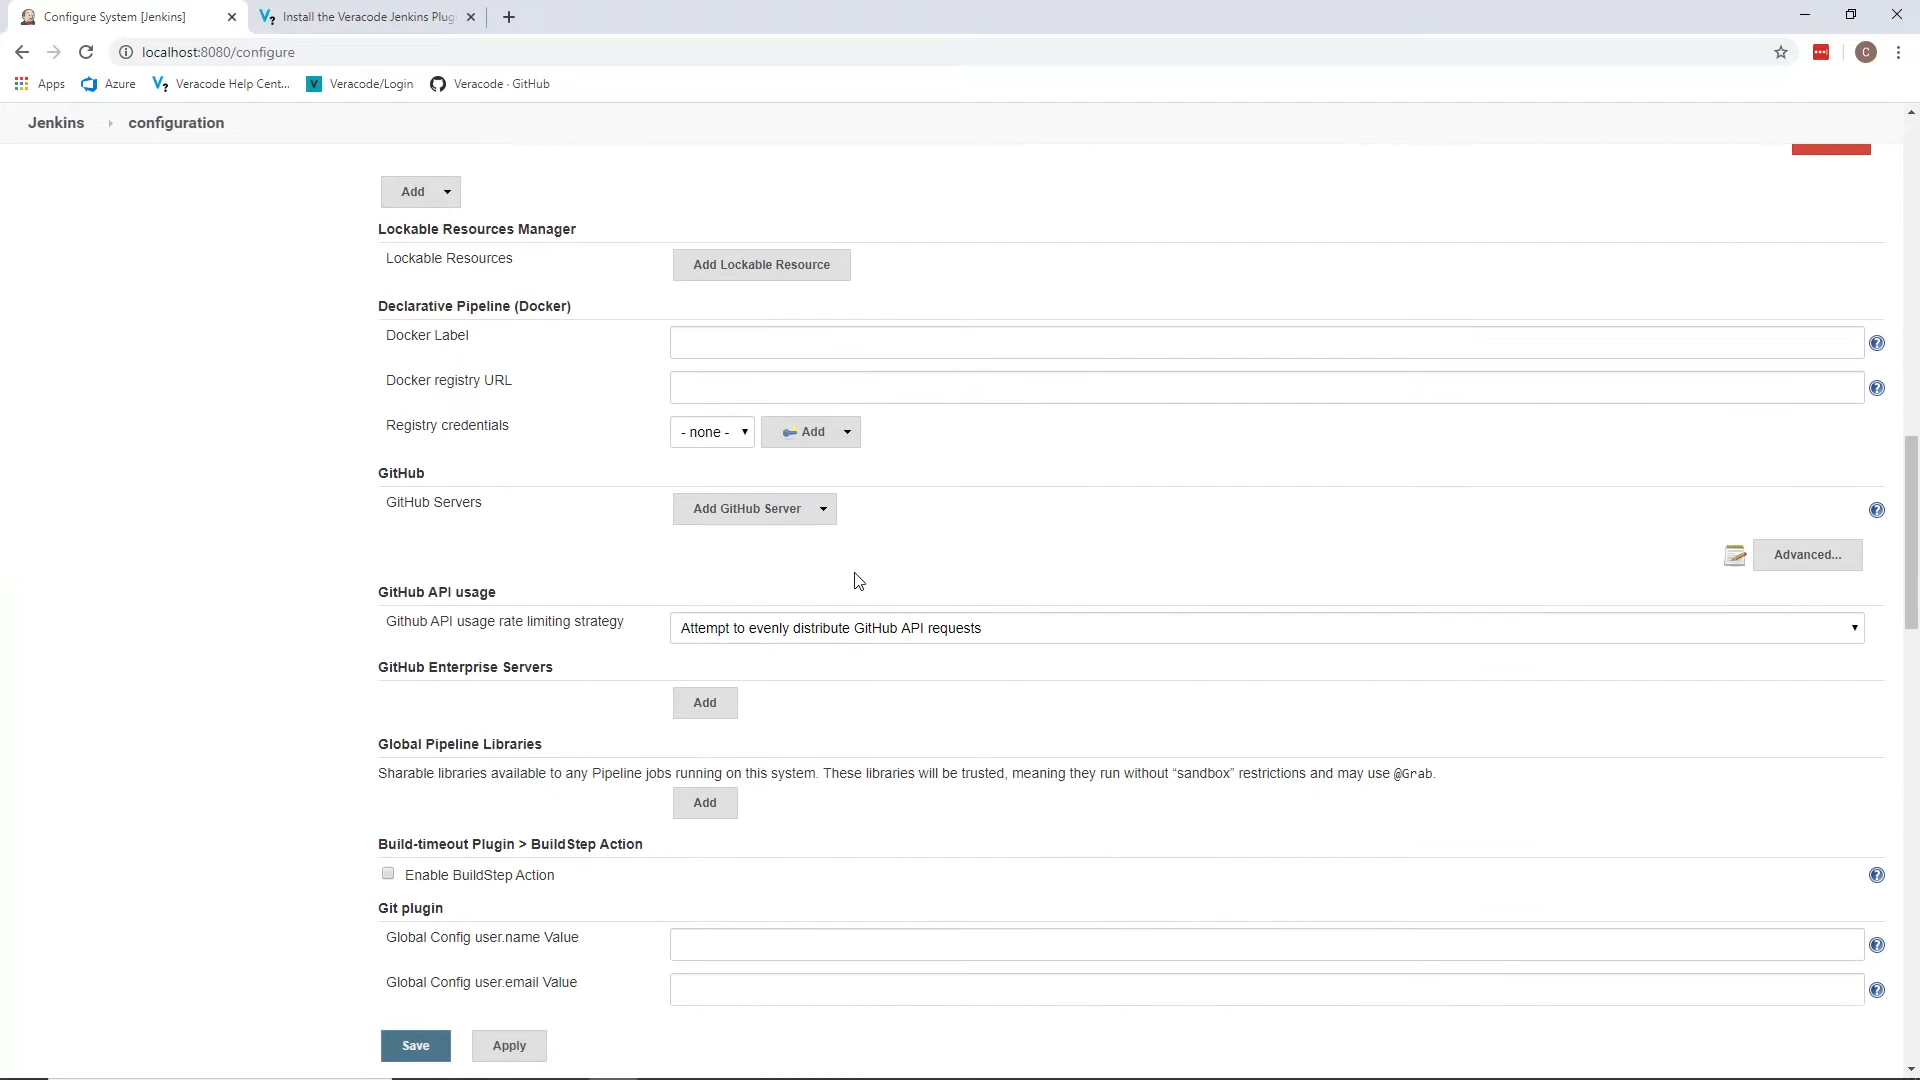 Configure System [Jenkins]
Install the Veracode Jenkins Plug
localhost:8080/configure
C
Apps
Azure
Veracode Help Cent...
Veracode/Login
Veracode · GitHub
Jenkins
configuration
Add
Lockable Resources Manager
Lockable Resources
Add Lockable Resource
Declarative Pipeline (Docker)
Docker Label
Docker registry URL
Registry credentials
- none -
Add
GitHub
GitHub Servers
Add GitHub Server
Advanced...
GitHub API usage
Github API usage rate limiting strategy
Attempt to evenly distribute GitHub API requests
GitHub Enterprise Servers
Add
Global Pipeline Libraries
Sharable libraries available to any Pipeline jobs running on this system. These libraries will be trusted, meaning they run without “sandbox” restrictions and may use @Grab.
Add
Build-timeout Plugin > BuildStep Action
Enable BuildStep Action
Git plugin
Global Config user.name Value
Global Config user.email Value
Save
Apply